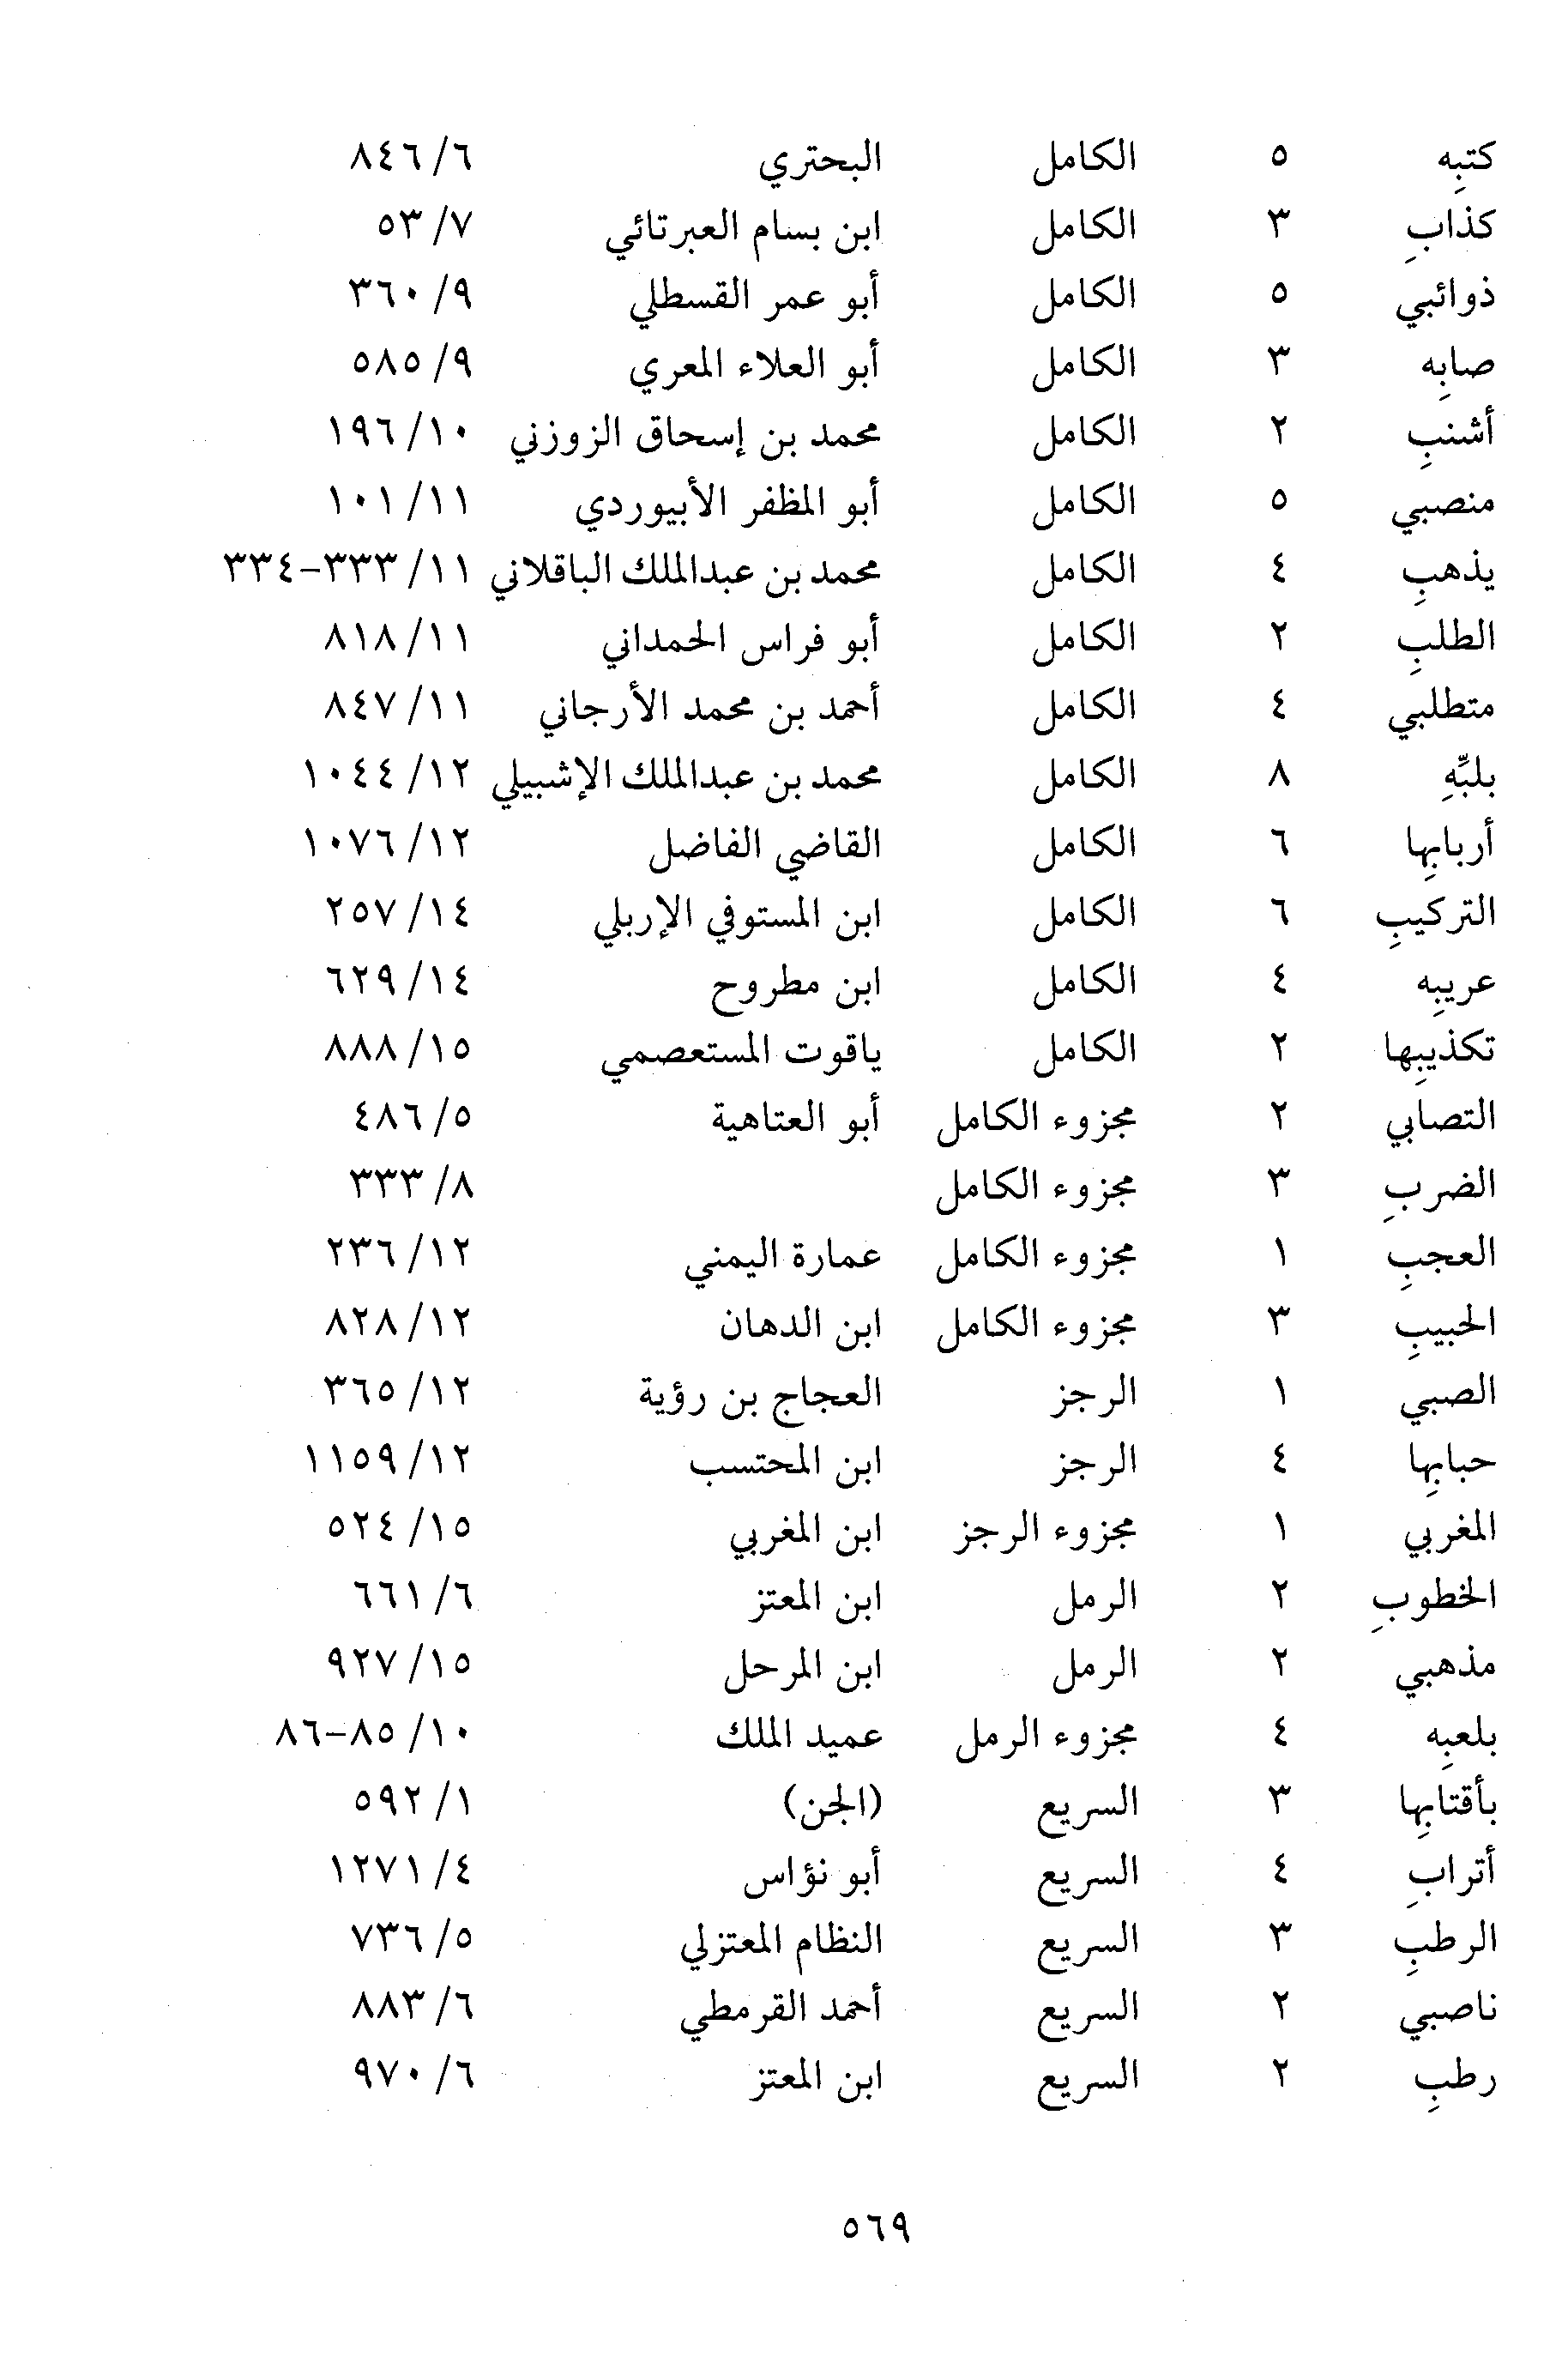 كتبِه ٥ الكامل البحتري ٦/ ٨٤٦
كذابِ ٣ الكامل ابن بسام العبرتائي ٧/ ٥٣
ذوائبي ٥ الكامل أبو عمر القسطلي ٩/ ٣٦٠
صابِه ٣ الكامل أبو العلاء المعري ٩/ ٥٨٥
أشنبِ ٢ الكامل محمد بن إسحاق الزوزني ١٠/ ١٩٦
منصبي ٥ الكامل أبو المظفر الأبيوردي ١١/ ١٠١
يذهبِ ٤ الكامل محمد بن عبدالملك الباقلاني ١١/ ٣٣٣-٣٣٤
الطلبِ ٢ الكامل أبو فراس الحمداني ١١/ ٨١٨
متطلبي ٤ الكامل أحمد بن محمد الأرجاني ١١/ ٨٤٧
بلبِّهِ ٨ الكامل محمد بن عبدالملك الإشبيلي ١٢/ ١٠٤٤
أربابِها ٦ الكامل القاضي الفاضل ١٢/ ١٠٧٦
التركيبِ ٦ الكامل ابن المستوفي الإربلي ١٤/ ٢٥٧
عريبِه ٤ الكامل ابن مطروح ١٤/ ٦٢٩
تكذيبِها ٢ الكامل ياقوت المستعصمي ١٥/ ٨٨٨
التصابي ٢ مجزوء الكامل أبو العتاهية ٥/ ٤٨٦
الضربِ ٣ مجزوء الكامل ٨/ ٣٣٣
العجبِ ١ مجزوء الكامل عمارة اليمني ١٢/ ٢٣٦
الحبيبِ ٣ مجزوء الكامل ابن الدهان ١٢/ ٨٢٨
الصبي ١ الرجز العجاج بن رؤية ١٢/ ٣٦٥
حبابِها ٤ الرجز ابن المحتسب ١٢/ ١١٥٩
المغربي ١ مجزوء الرجز ابن المغربي ١٥/ ٥٢٤
الخطوبِ ٢ الرمل ابن المعتز ٦/ ٦٦١
مذهبي ٢ الرمل ابن المرحل ١٥/ ٩٢٧
بلعبِه ٤ مجزوء الرمل عميد الملك ١٠/ ٨٥-٨٦
بأقتابِها ٣ السريع (الجن) ١/ ٥٩٢
أترابِ ٤ السريع أبو نؤاس ٤/ ١٢٧١
الرطبِ ٣ السريع النظام المعتزلي ٥/ ٧٣٦
ناصبي ٢ السريع أحمد القرمطي ٦/ ٨٨٣
رطبِ ٢ السريع ابن المعتز ٦/ ٩٧٠
٥٦٩